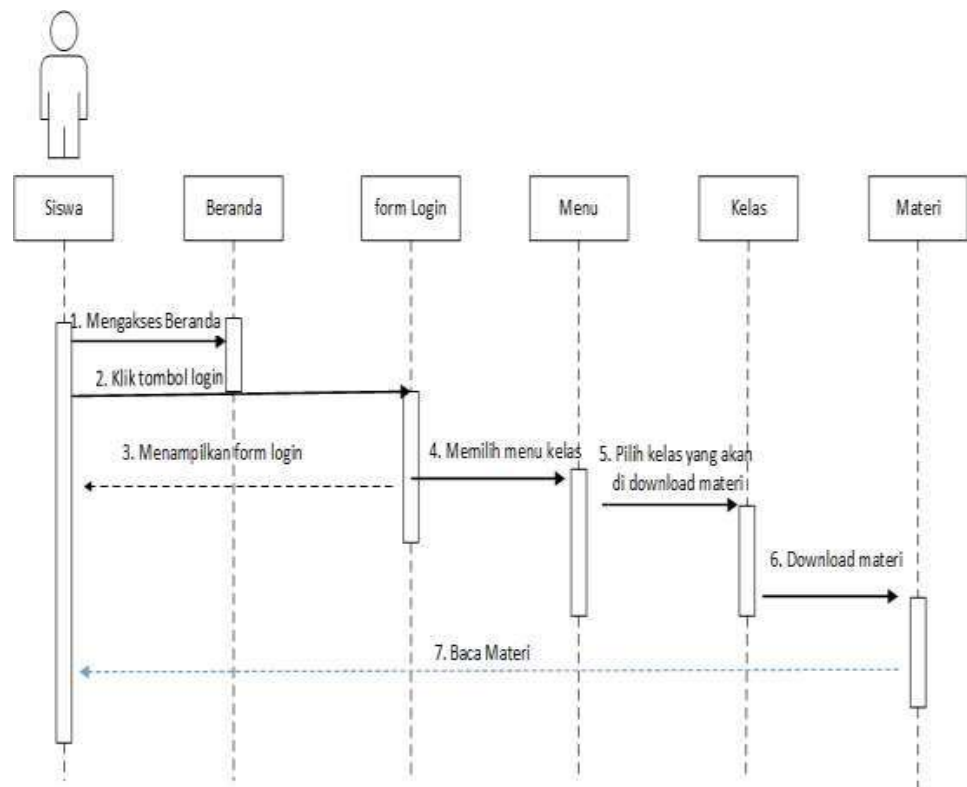 Siswa
Beranda
form Login
Menu
Kelas
Materi
1. Mengakses Beranda
2. Klik tombol login
3. Menampilkan form login
4. Memilih menu kelas
5. Pilih kelas yang akan
di download materi
6. Download materi
7. Baca Materi